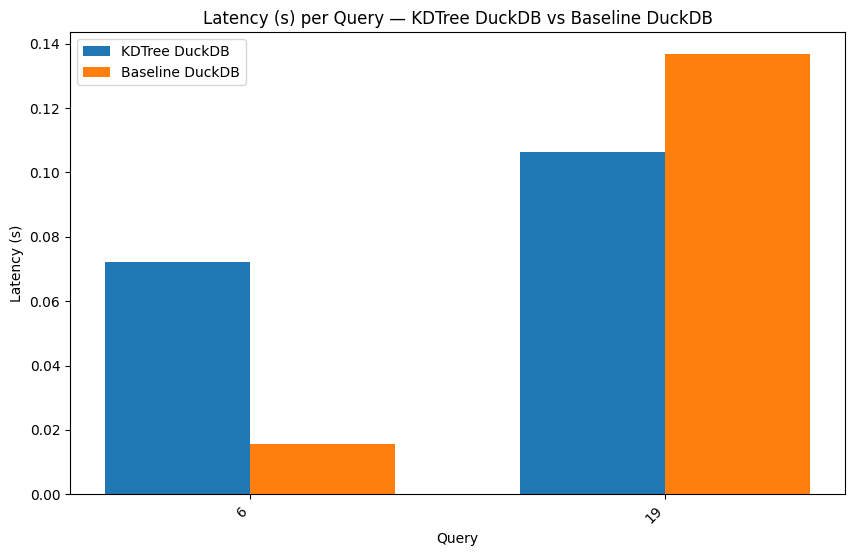 Latency (s) per Query — KDTree DuckDB vs Baseline DuckDB
KDTree DuckDB
Baseline DuckDB
Latency (s)
0.14
0.12
0.10
0.08
0.06
0.04
0.02
0.00
6
19
Query